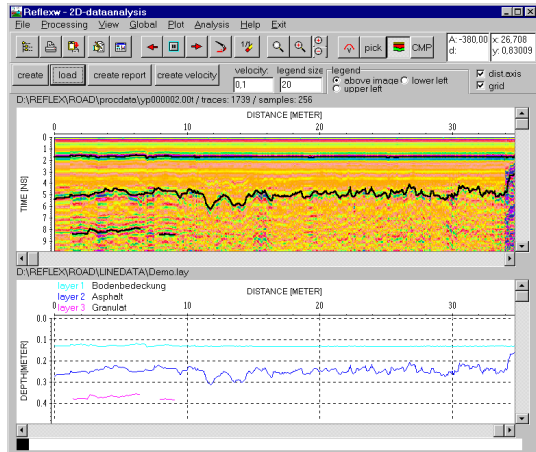 Reflexw - 2D-dataanalysis
File Processing View Global Plot Analysis Help Exit
pick CMP A: -380,00 x: 26,708
d: y: 0,83009
create load create report create velocity velocity: 0,1 legend size 20 legend above image lower left upper left dist.axis grid
D:\REFLEX\ROAD\procdata\yp000002.00t / traces: 1739 / samples: 256
DISTANCE [METER]
0 10 20 30
TIME [NS]
0
1
2
3
4
5
6
7
8
9
D:\REFLEX\ROAD\LINEDATA\Demo.lay
layer 1 Bodenbedeckung
layer 2 Asphalt
layer 3 Granulat
DISTANCE [METER]
0 10 20 30
DEPTH[METER]
0.0
0.1
0.2
0.3
0.4